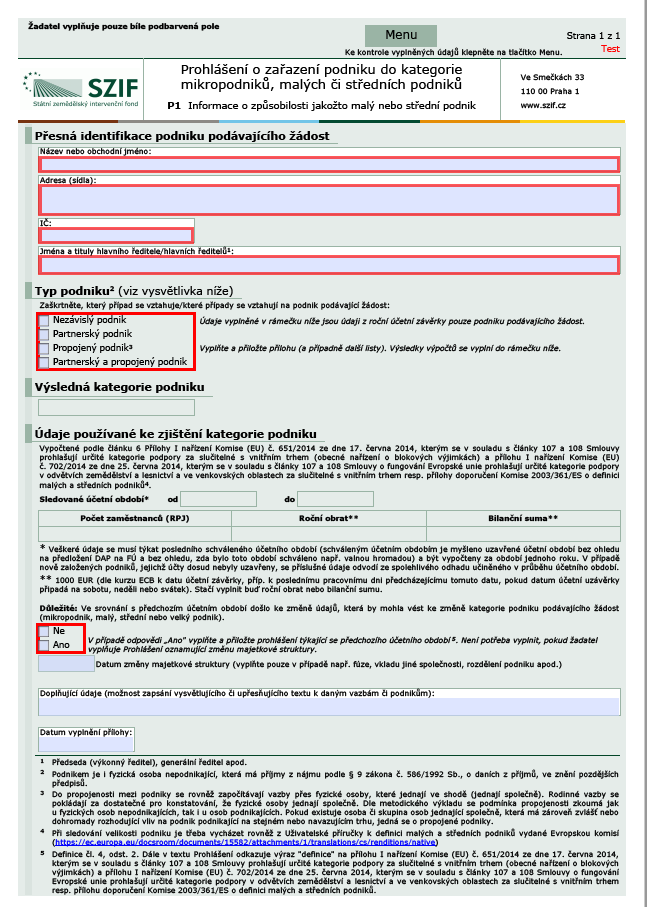 Žadatel vyplňuje pouze bíle podbarvená pole
Menu
Strana 1 z 1
Test
Ke kontrole vyplněných údajů klepněte na tlačítko Menu.
SZIF
Státní zemědělský intervenční fond
Prohlášení o zařazení podniku do kategorie
mikropodniků, malých či středních podniků
P1 Informace o způsobilosti jakožto malý nebo střední podnik
Ve Smečkách 33
110 00 Praha 1
www.szif.cz
Přesná identifikace podniku podávajícího žádost
Název nebo obchodní jméno:
Adresa (sídla):
IČ:
Jména a tituly hlavního ředitele/hlavních ředitelů¹:
Typ podniku² (viz vysvětlivka níže)
Zaškrtněte, který případ se vztahuje/které případy se vztahují na podnik podávající žádost:
Nezávislý podnik
Údaje vyplněné v rámečku níže jsou údaji z roční účetní závěrky pouze podniku podávajícího žádost.
Partnerský podnik
Propojený podnik³
Vyplňte a přiložte přílohu (a případně další listy). Výsledky výpočtů se vyplní do rámečku níže.
Partnerský a propojený podnik
Výsledná kategorie podniku
Údaje používané ke zjištění kategorie podniku
Vypočtené podle článku 6 Přílohy I nařízení Komise (EU) č. 651/2014 ze dne 17. června 2014, kterým se v souladu s články 107 a 108 Smlouvy
prohlašují určité kategorie podpory za slučitelné s vnitřním trhem (obecné nařízení o blokových výjimkách) a přílohu I nařízení Komise (EU)
č. 702/2014 ze dne 25. června 2014, kterým se v souladu s články 107 a 108 Smlouvy o fungování Evropské unie prohlašují určité kategorie podpory
v odvětvích zemědělství a lesnictví a ve venkovských oblastech za slučitelné s vnitřním trhem resp. přílohy doporučení Komise 2003/361/ES o definici
malých a středních podniků⁴.
Sledované účetní období* od do
Počet zaměstnanců (RPJ) Roční obrat** Bilanční suma**
* Veškeré údaje se musí týkat posledního schváleného účetního období (schváleným účetním obdobím je myšleno uzavřené účetní období bez ohledu
na předložení DAP na FÚ a bez ohledu, zda bylo toto období schváleno např. valnou hromadou) a být vypočteny za období jednoho roku. V případě
nově založených podniků, jejichž účty dosud nebyly uzavřeny, se příslušné údaje odvodí ze spolehlivého odhadu učiněného v průběhu účetního období.
** 1000 EUR (dle kurzu ECB k datu účetní závěrky, příp. k poslednímu pracovnímu dni předcházejícímu tomuto datu, pokud datum účetní uzávěrky
připadá na sobotu, neděli nebo svátek). Stačí vyplnit buď roční obrat nebo bilanční sumu.
Důležité: Ve srovnání s předchozím účetním období došlo ke změně údajů, která by mohla vést ke změně kategorie podniku podávajícího žádost
(mikropodnik, malý, střední nebo velký podnik).
Ne
Ano
V případě odpovědi „Ano" vyplňte a přiložte prohlášení týkající se předchozího účetního období ⁵. Není potřeba vyplnit, pokud žadatel
vyplňuje Prohlášení oznamující změnu majetkové struktury.
Datum změny majetkové struktury (vyplňte pouze v případě např. fúze, vkladu jiné společnosti, rozdělení podniku apod.)
Doplňující údaje (možnost zapsání vysvětlujícího či upřesňujícího textu k daným vazbám či podnikům):
Datum vyplnění přílohy:
1 Předseda (výkonný ředitel), generální ředitel apod.
2 Podnikem je i fyzická osoba nepodnikající, která má příjmy z nájmu podle § 9 zákona č. 586/1992 Sb., o daních z příjmů, ve znění pozdějších
předpisů.
3 Do propojenosti mezi podniky se rovněž započítávají vazby přes fyzické osoby, které jednají ve shodě (jednají společně). Rodinné vazby se
pokládají za dostatečné pro konstatování, že fyzické osoby jednají společně. Dle metodického výkladu se podmínka propojenosti zkoumá jak
u fyzických osob nepodnikajících, tak i u osob podnikajících. Pokud existuje osoba či skupina osob jednající společně, která má zároveň zvlášť nebo
dohromady rozhodující vliv na podnik podnikající na stejném nebo navazujícím trhu, jedná se o propojené podniky.
4 Při sledování velikosti podniku je třeba vycházet rovněž z Uživatelské příručky k definici malých a středních podniků vydané Evropskou komisí
(https://ec.europa.eu/docsroom/documents/15582/attachments/1/translations/cs/renditions/native)
5 Definice čl. 4, odst. 2. Dále v textu Prohlášení odkazuje výraz "definice" na přílohu I nařízení Komise (EU) č. 651/2014 ze dne 17. června 2014,
kterým se v souladu s články 107 a 108 Smlouvy prohlašují určité kategorie podpory za slučitelné s vnitřním trhem (obecné nařízení o blokových
výjimkách) a přílohu I nařízení Komise (EU) č. 702/2014 ze dne 25. června 2014, kterým se v souladu s články 107 a 108 Smlouvy o fungování
Evropské unie prohlašují určité kategorie podpory v odvětvích zemědělství a lesnictví a ve venkovských oblastech za slučitelné s vnitřním trhem
resp. přílohu doporučení Komise 2003/361/ES o definici malých a středních podniků.